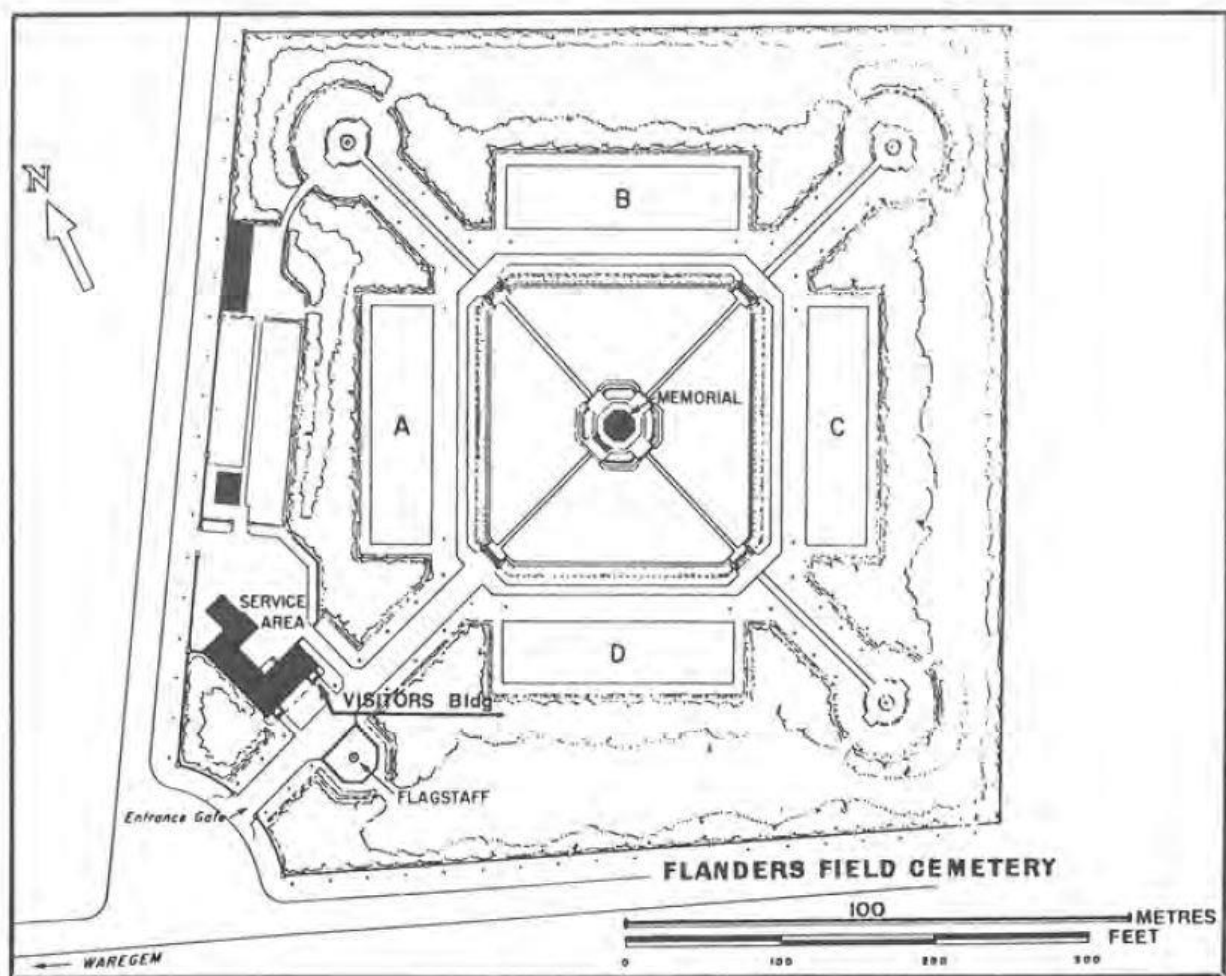 N
B
MEMORIAL
A
C
SERVICE
AREA
D
VISITORS Bldg
FLAGSTAFF
Entrance Gate
FLANDERS FIELD CEMETERY
100
METRES
FEET
0 100 200 300
WAREGEM